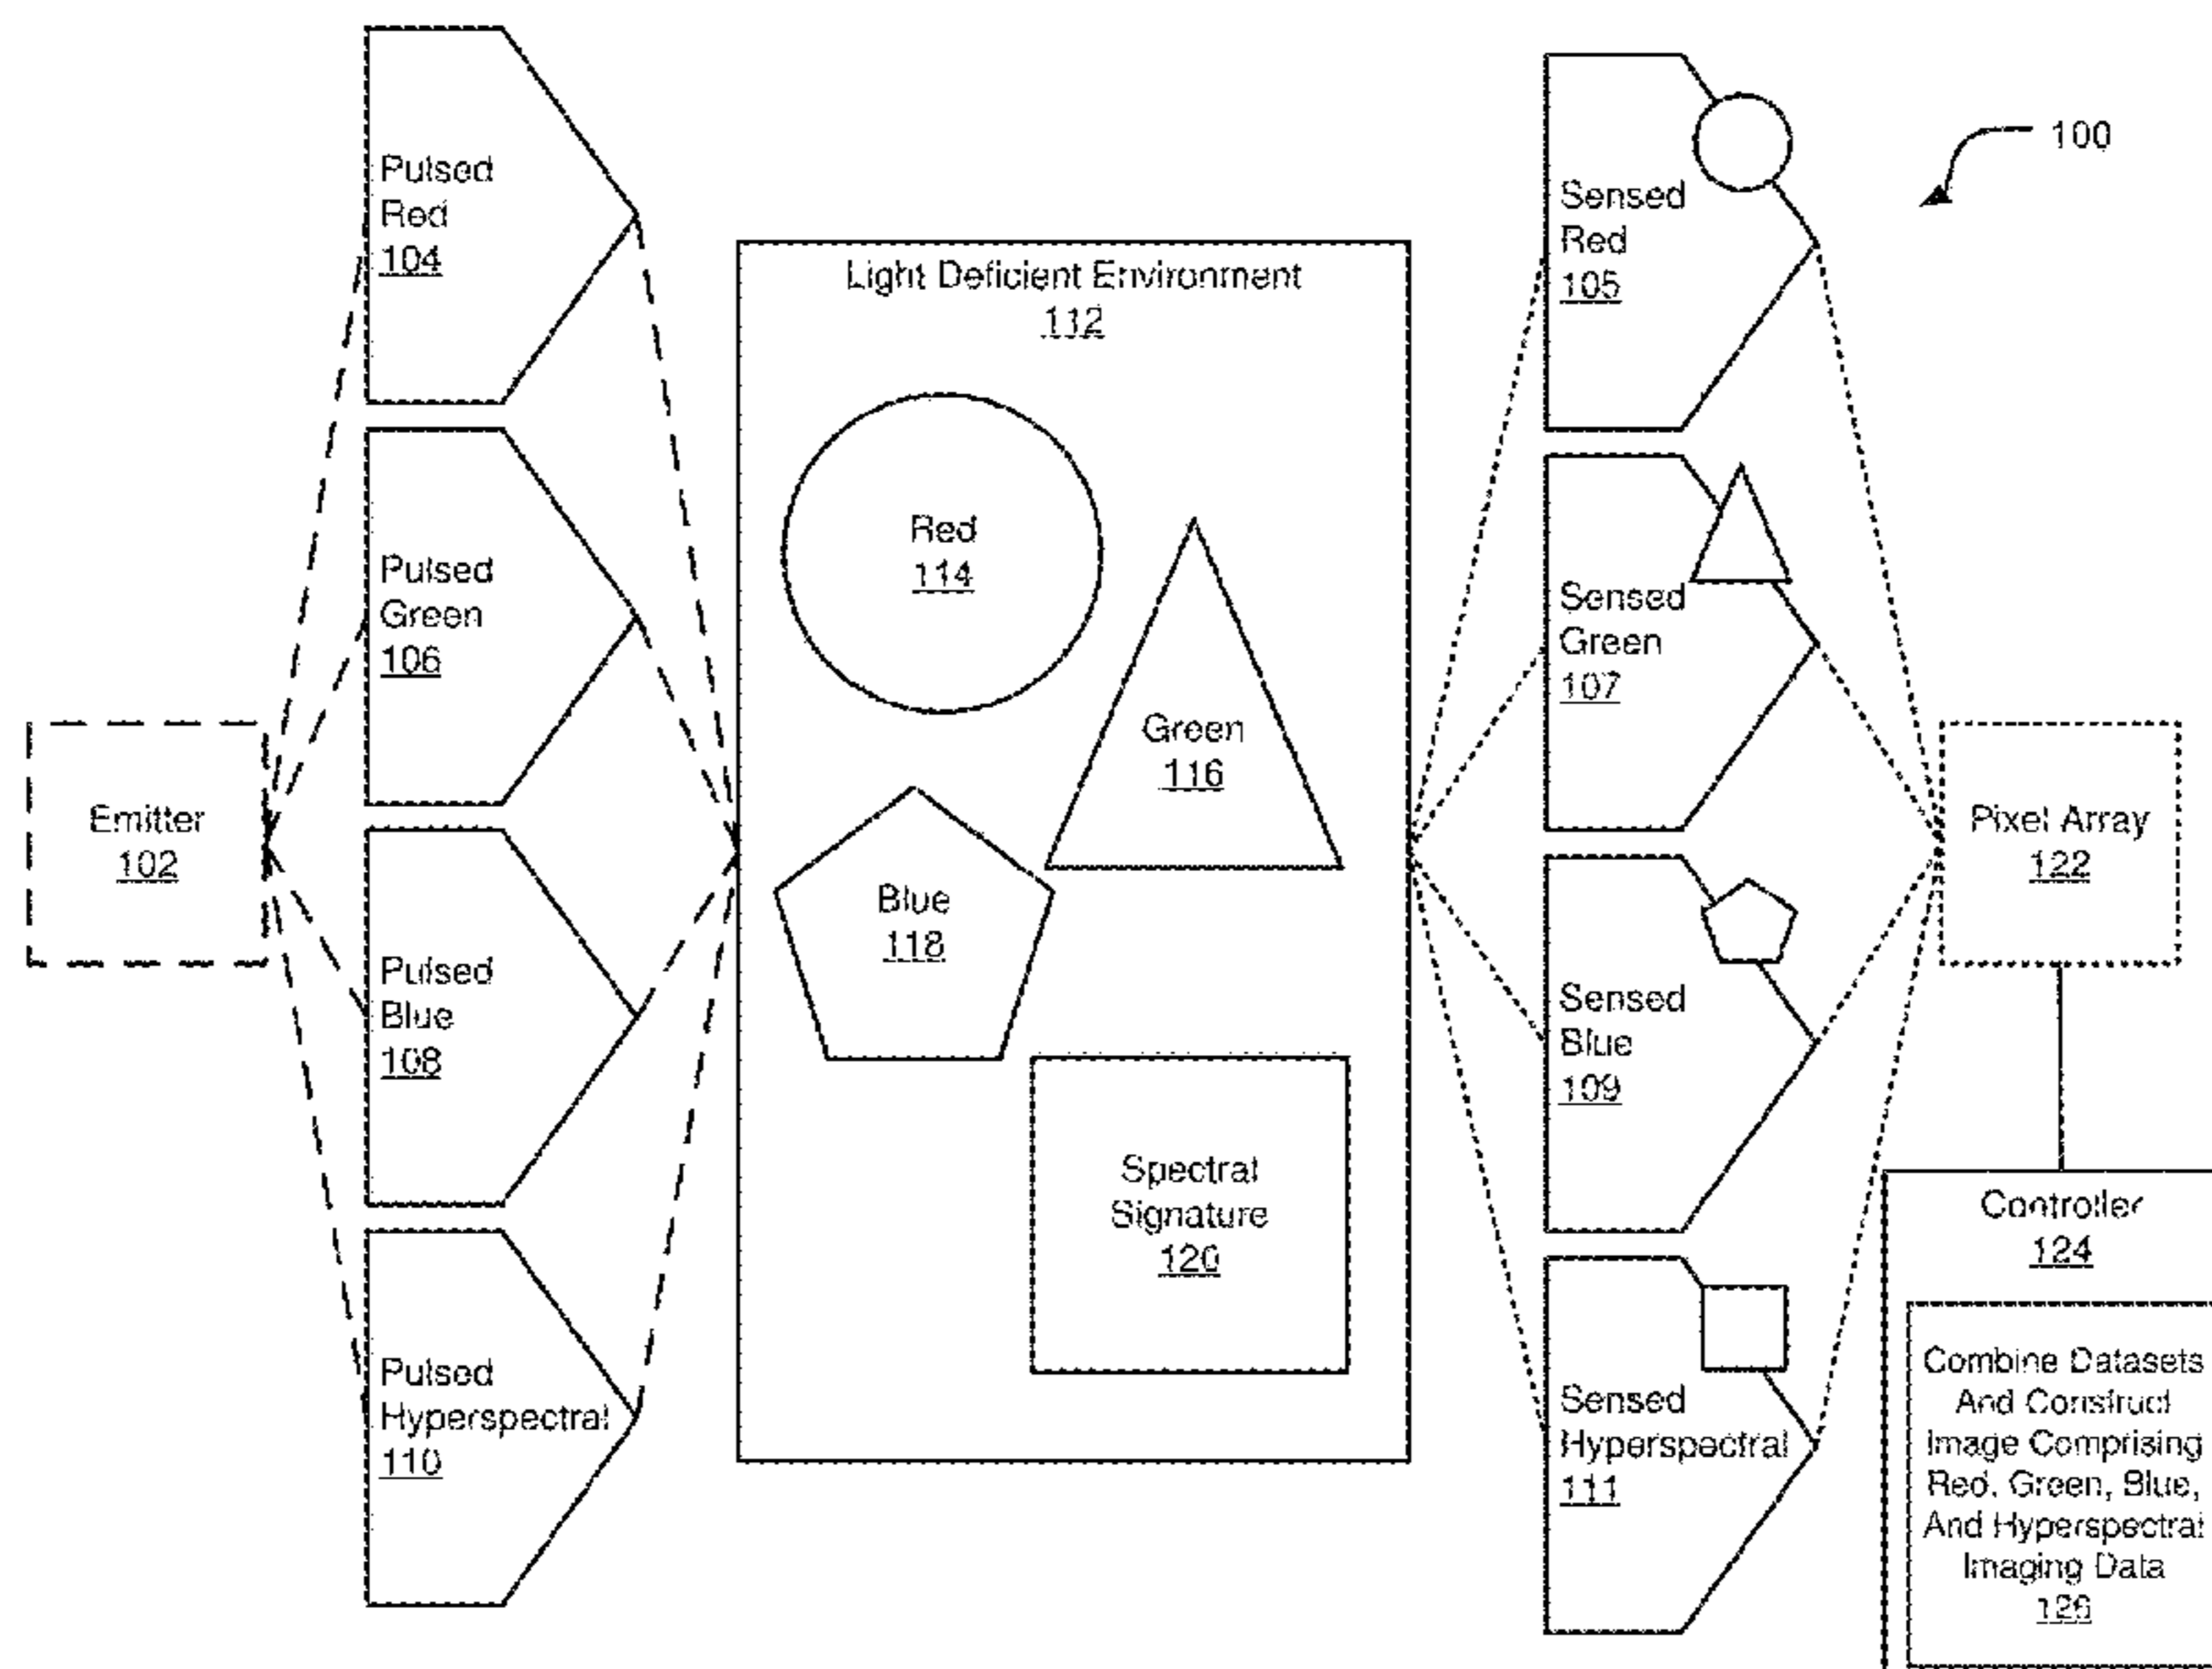 Pulsed
Red
104
Pulsed
Green
106
Emitter
102
Pulsed
Blue
108
Pulsed
Hyperspectral
110
Light Deficient Environment
112
Red
114
Green
116
Blue
118
Spectral
Signature
120
Sensed
Red
105
Sensed
Green
107
Sensed
Blue
109
Sensed
Hyperspectral
111
100
Pixel Array
122
Controller
124
Combine Datasets
And Construct
Image Comprising
Red, Green, Blue,
And Hyperspectral
Imaging Data
126